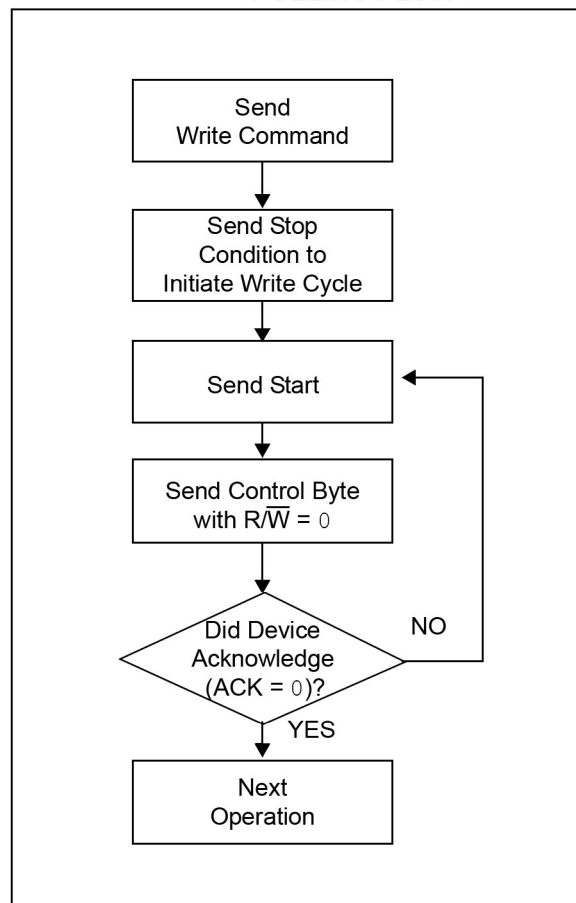 Send
Write Command
Send Stop
Condition to
Initiate Write Cycle
Send Start
Send Control Byte
with R/W̅ = 0
Did Device
Acknowledge
(ACK = 0)?
NO
YES
Next
Operation